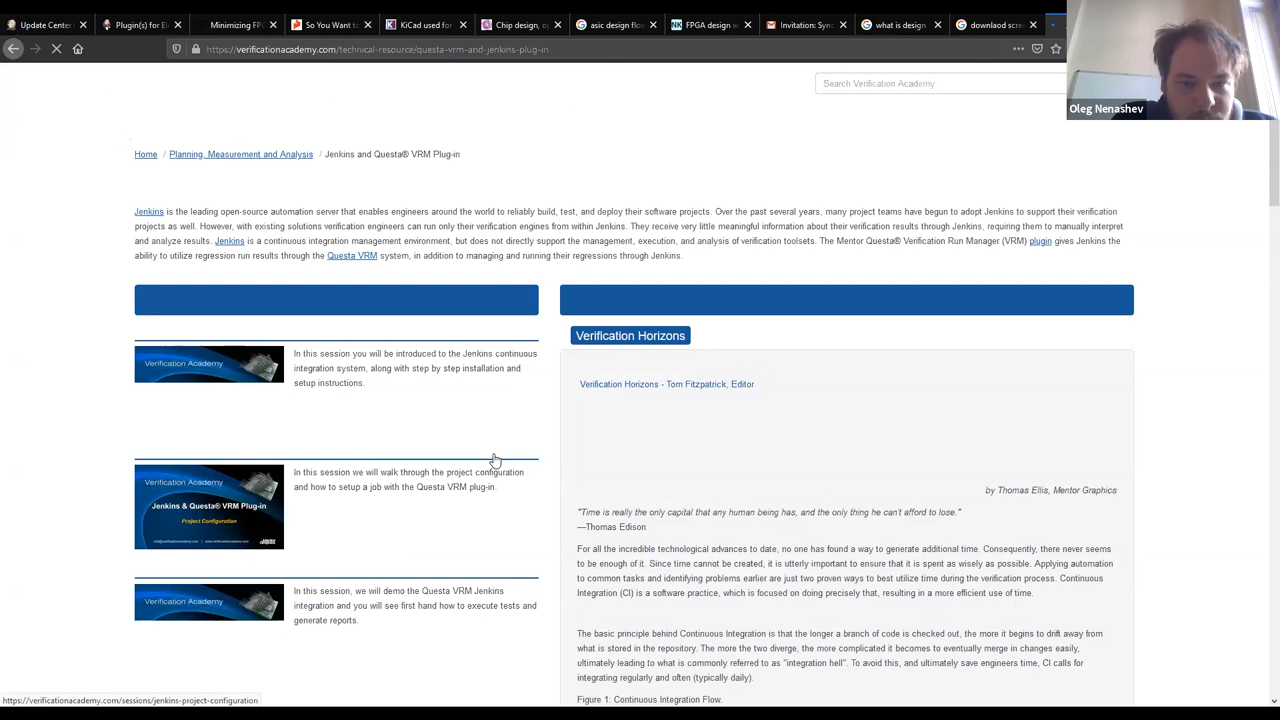 Update Center
Plugin(s) for El
Minimizing FPG
So You Want to
KiCad used for
Chip design, op
asic design flow
FPGA design w
Invitation: Sync
what is design
downlaod scre
https://verificationacademy.com/technical-resource/questa-vrm-and-jenkins-plug-in
Search Verification Academy
Oleg Nenashev
Home / Planning, Measurement and Analysis / Jenkins and Questa® VRM Plug-in
Jenkins is the leading open-source automation server that enables engineers around the world to reliably build, test, and deploy their software projects. Over the past several years, many project teams have begun to adopt Jenkins to support their verification
projects as well. However, with existing solutions verification engineers can run only their verification engines from within Jenkins. They receive very little meaningful information about their verification results through Jenkins, requiring them to manually interpret
and analyze results. Jenkins is a continuous integration management environment, but does not directly support the management, execution, and analysis of verification toolsets. The Mentor Questa® Verification Run Manager (VRM) plugin gives Jenkins the
ability to utilize regression run results through the Questa VRM system, in addition to managing and running their regressions through Jenkins.
Verification Academy
In this session you will be introduced to the Jenkins continuous
integration system, along with step by step installation and
setup instructions.
Verification Academy
Jenkins & Questa® VRM Plug-in
Project Configuration
info@verificationacademy.com | www.verificationacademy.com
In this session we will walk through the project configuration
and how to setup a job with the Questa VRM plug-in.
Verification Academy
In this session, we will demo the Questa VRM Jenkins
integration and you will see first hand how to execute tests and
generate reports.
Verification Horizons
Verification Horizons - Tom Fitzpatrick, Editor
by Thomas Ellis, Mentor Graphics
"Time is really the only capital that any human being has, and the only thing he can't afford to lose."
—Thomas Edison
For all the incredible technological advances to date, no one has found a way to generate additional time. Consequently, there never seems
to be enough of it. Since time cannot be created, it is utterly important to ensure that it is spent as wisely as possible. Applying automation
to common tasks and identifying problems earlier are just two proven ways to best utilize time during the verification process. Continuous
Integration (CI) is a software practice, which is focused on doing precisely that, resulting in a more efficient use of time.
The basic principle behind Continuous Integration is that the longer a branch of code is checked out, the more it begins to drift away from
what is stored in the repository. The more the two diverge, the more complicated it becomes to eventually merge in changes easily,
ultimately leading to what is commonly referred to as "integration hell". To avoid this, and ultimately save engineers time, CI calls for
integrating regularly and often (typically daily).
Figure 1: Continuous Integration Flow.
https://verificationacademy.com/sessions/jenkins-project-configuration